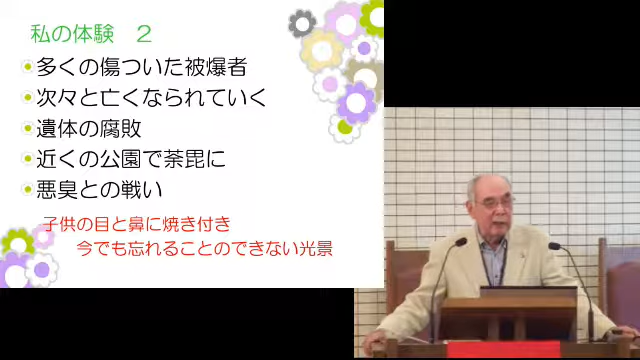 私の体験 2
多くの傷ついた被爆者
次々と亡くなられていく
遺体の腐敗
近くの公園で荼毘に
悪臭との戦い
子供の目と鼻に焼き付き
今でも忘れることのできない光景